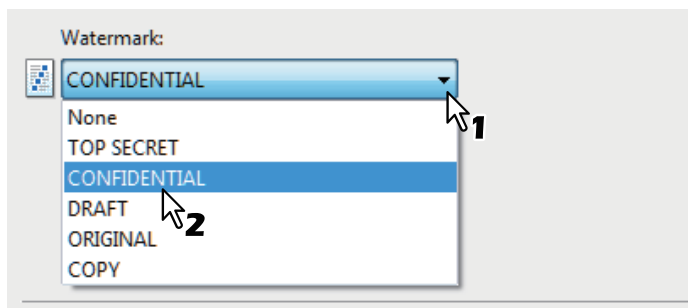 Watermark:
CONFIDENTIAL
1
None
TOP SECRET
CONFIDENTIAL
DRAFT
2
ORIGINAL
COPY